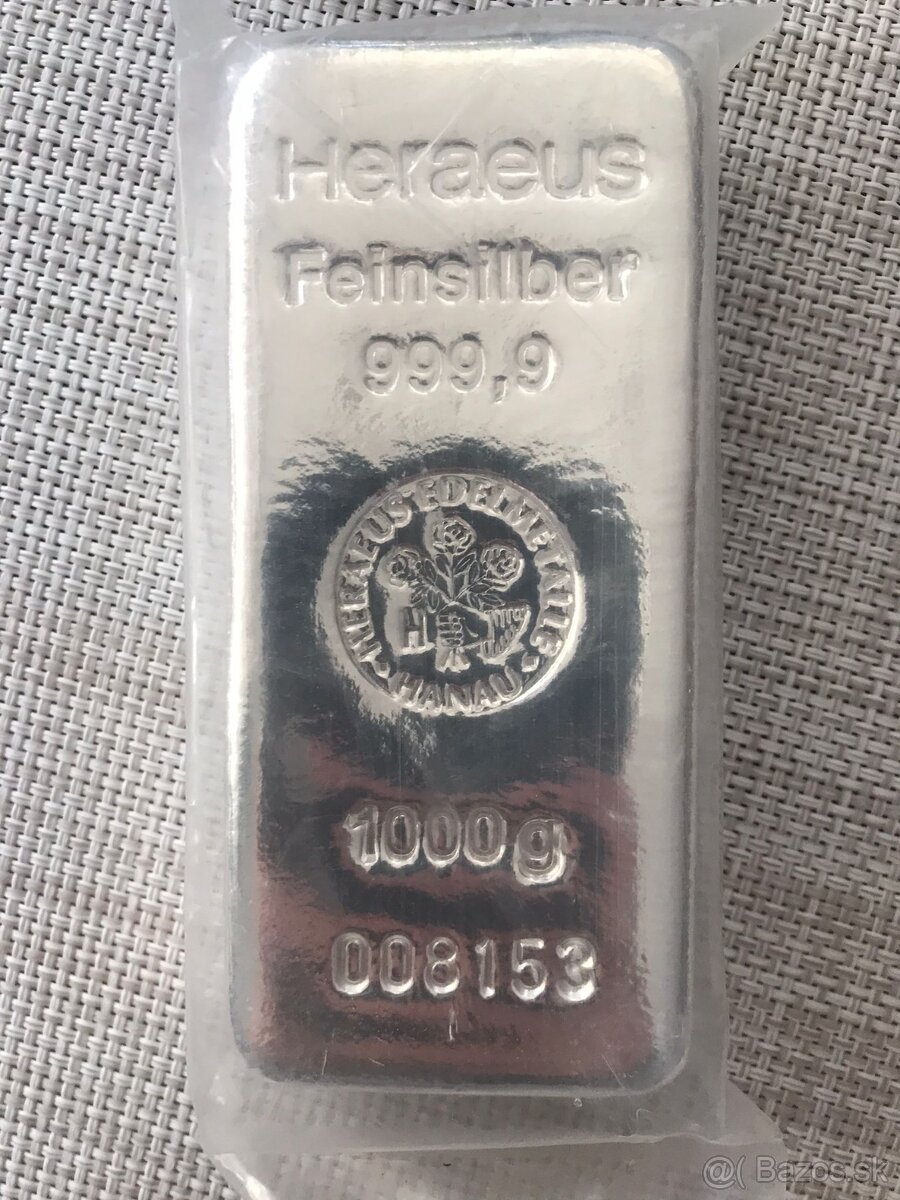 Heraeus
Feinsilber
999,9
W.C.HERAEUS EDELMETALLE
H
HANAU
1000g
008153
@( Bazos.sk